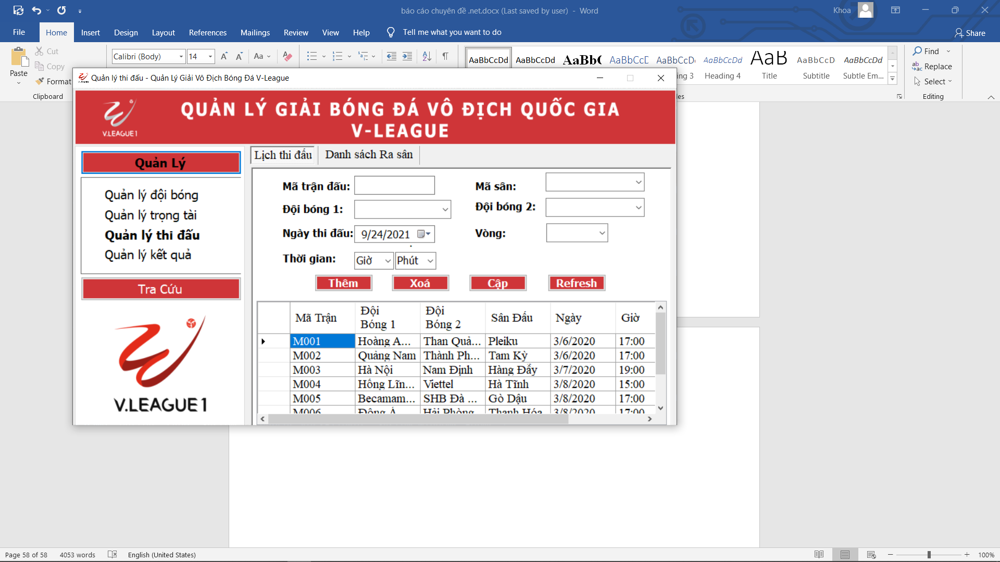 báo cáo chuyên đề .net.docx (Last saved by user) - Word
Khoa
File Home Insert Design Layout References Mailings Review View Help Tell me what you want to do Share
Paste Cut Copy Format
Calibri (Body) 14 Aa
AaBbCcDd AaBbCcDd AaBb( AaBbCcD AaBbCcDd AaBbCcDd AaB AaBbCcD AaBbCcDd
ing 3 Heading 4 Title Subtitle Subtle Em...
Find Replace Select
Clipboard les Editing
Quản lý thi đấu - Quản Lý Giải Vô Địch Bóng Đá V-League
V.LEAGUE1
QUẢN LÝ GIẢI BÓNG ĐÁ VÔ ĐỊCH QUỐC GIA
V-LEAGUE
Quản Lý
Quản lý đội bóng
Quản lý trọng tài
Quản lý thi đấu
Quản lý kết quả
Tra Cứu
V.LEAGUE1
Lịch thi đấu Danh sách Ra sân
Mã trận đấu: Mã sân:
Đội bóng 1: Đội bóng 2:
Ngày thi đấu: 9/24/2021 Vòng:
Thời gian: Giờ Phút
Thêm Xoá Cập Refresh
Mã Trận Đội Bóng 1 Đội Bóng 2 Sân Đấu Ngày Giờ
M001 Hoàng A... Than Quả... Pleiku 3/6/2020 17:00
M002 Quảng Nam Thành Ph... Tam Kỳ 3/6/2020 17:00
M003 Hà Nội Nam Định Hàng Đẫy 3/7/2020 19:00
M004 Hồng Lĩn... Viettel Hà Tĩnh 3/8/2020 15:00
M005 Becamam... SHB Đà ... Gò Dậu 3/8/2020 17:00
M006 Đông Á Hải Phòng Thanh Hóa 3/8/2020 17:00
Page 58 of 58 4053 words English (United States) 100%